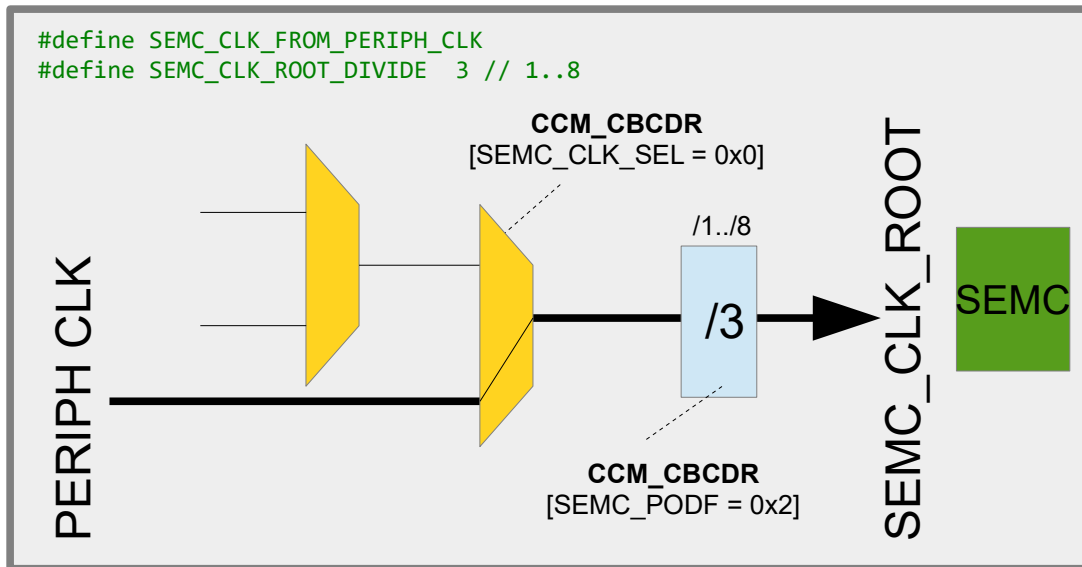 #define SEMC_CLK_FROM_PERIPH_CLK
#define SEMC_CLK_ROOT_DIVIDE  3 // 1..8
CCM_CBCDR
[SEMC_CLK_SEL = 0x0]
/1../8
/3
PERIPH CLK
SEMC_CLK_ROOT
SEMC
CCM_CBCDR
[SEMC_PODF = 0x2]